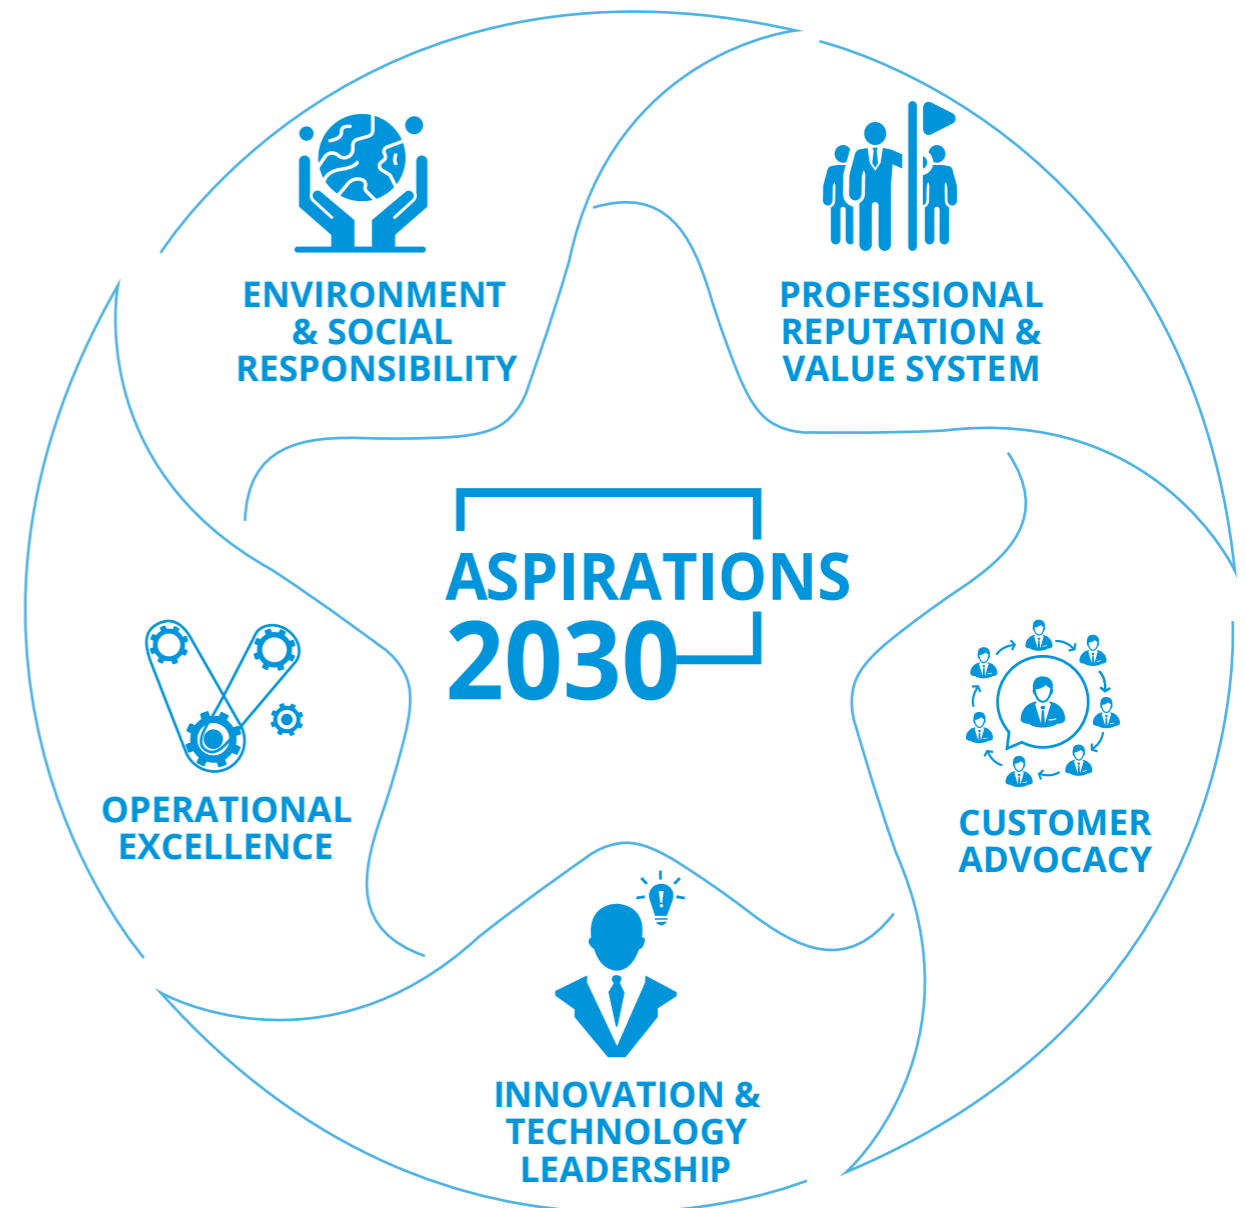 ENVIRONMENT
& SOCIAL
RESPONSIBILITY
PROFESSIONAL
REPUTATION &
VALUE SYSTEM
ASPIRATIONS
2030
OPERATIONAL
EXCELLENCE
CUSTOMER
ADVOCACY
INNOVATION &
TECHNOLOGY
LEADERSHIP